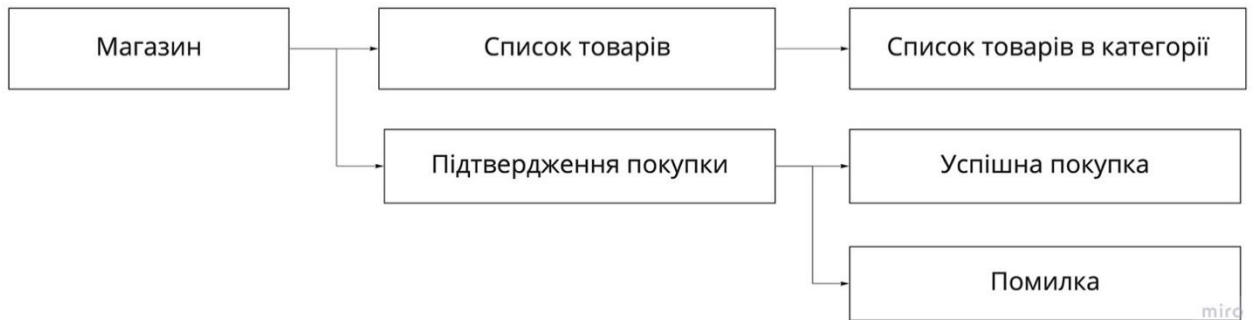 Магазин
Список товарів
Список товарів в категорії
Підтвердження покупки
Успішна покупка
Помилка
miro